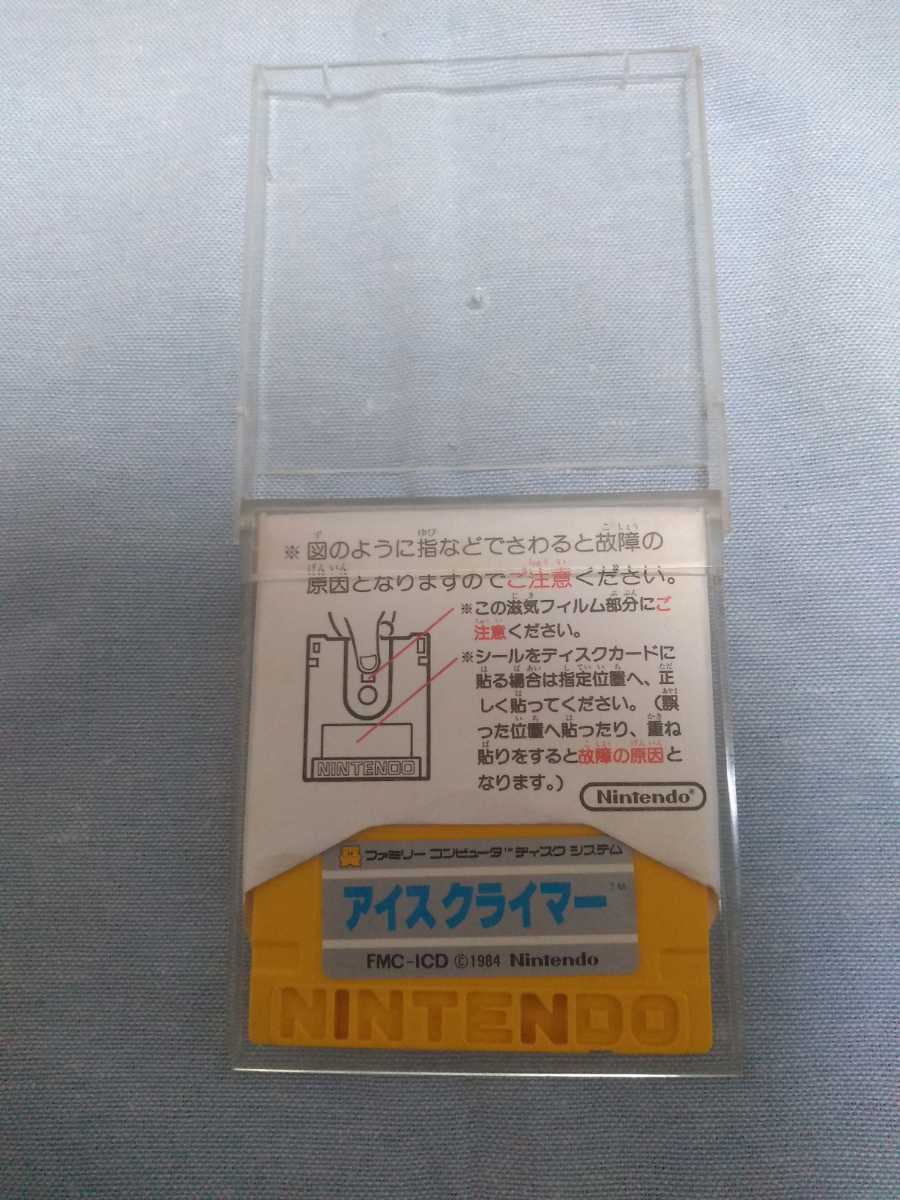 ※図のように指などでさわると故障の
原因となりますのでご注意ください。
※この滋気フィルム部分にご
注意ください。
※シールをディスクカードに
貼る場合は指定位置へ、正
しく貼ってください。(誤
った位置へ貼ったり、重ね
貼りをすると故障の原因と
なります。)
NINTENDO
Nintendo®
ファミリー コンピュータ™ ディスク システム
アイスクライマー™
FMC-ICD ©1984 Nintendo
NINTENDO